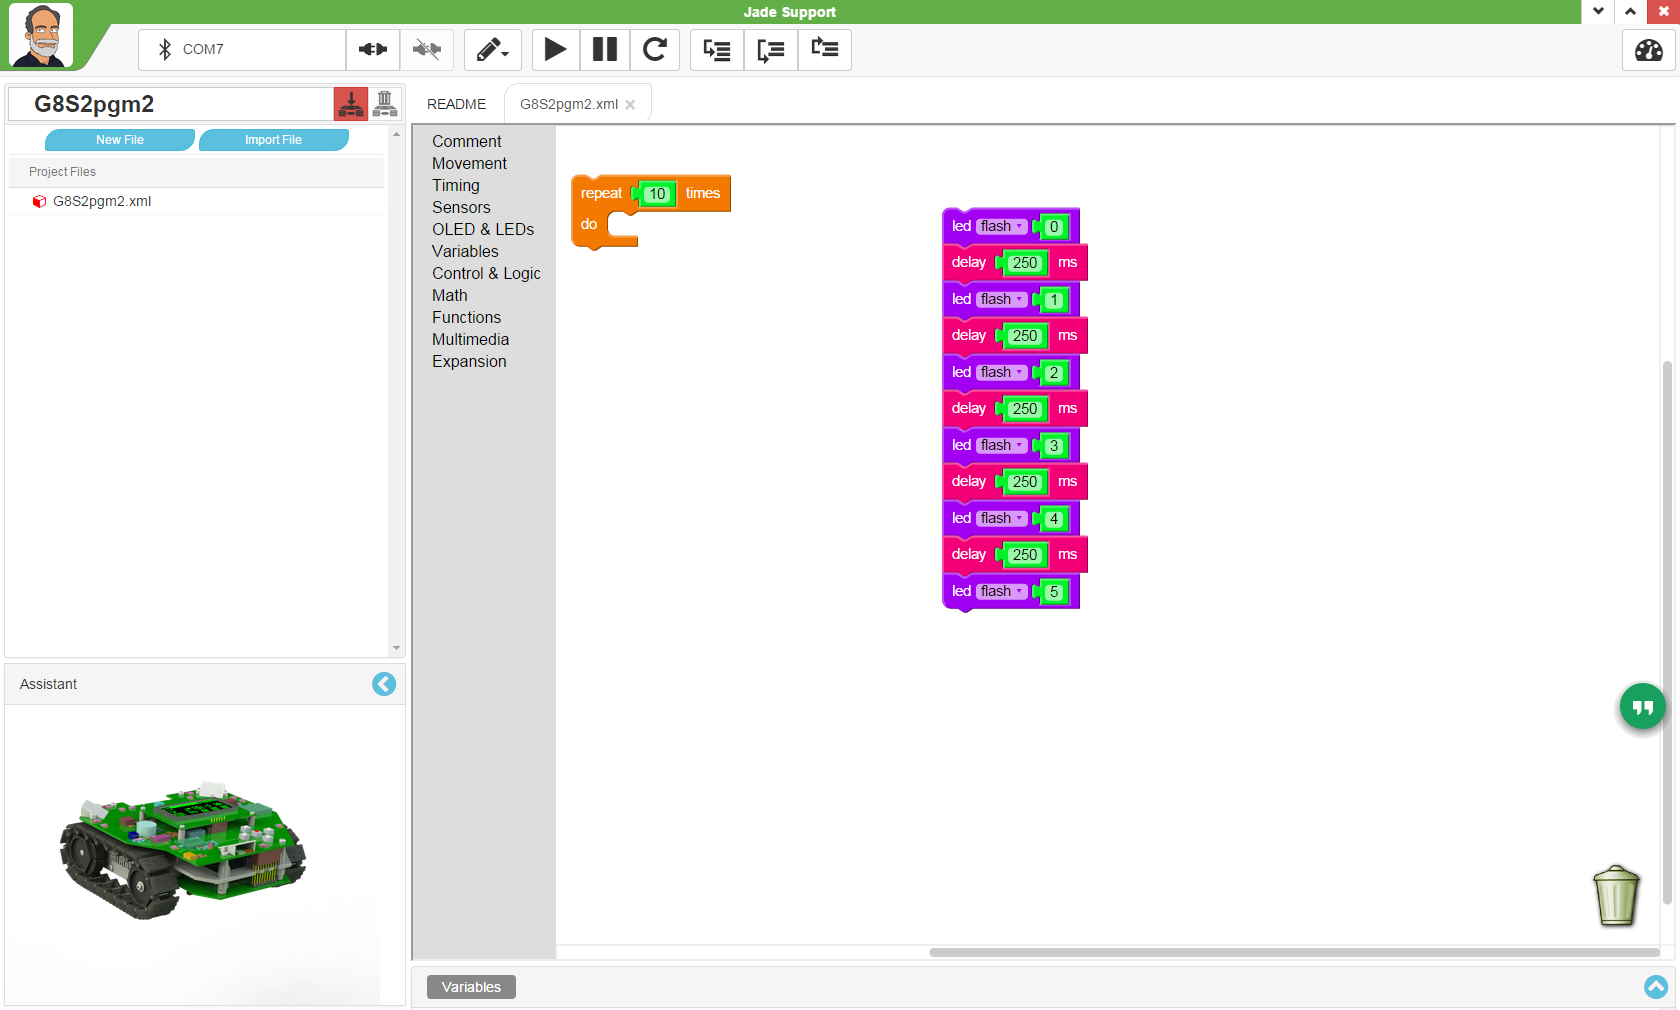 Jade Support
COM7
G8S2pgm2
New File
Import File
Project Files
G8S2pgm2.xml
Assistant
README
G8S2pgm2.xml
Comment
Movement
Timing
Sensors
OLED & LEDs
Variables
Control & Logic
Math
Functions
Multimedia
Expansion
repeat 10 times
do
led flash 0
delay 250 ms
led flash 1
delay 250 ms
led flash 2
delay 250 ms
led flash 3
delay 250 ms
led flash 4
delay 250 ms
led flash 5
Variables